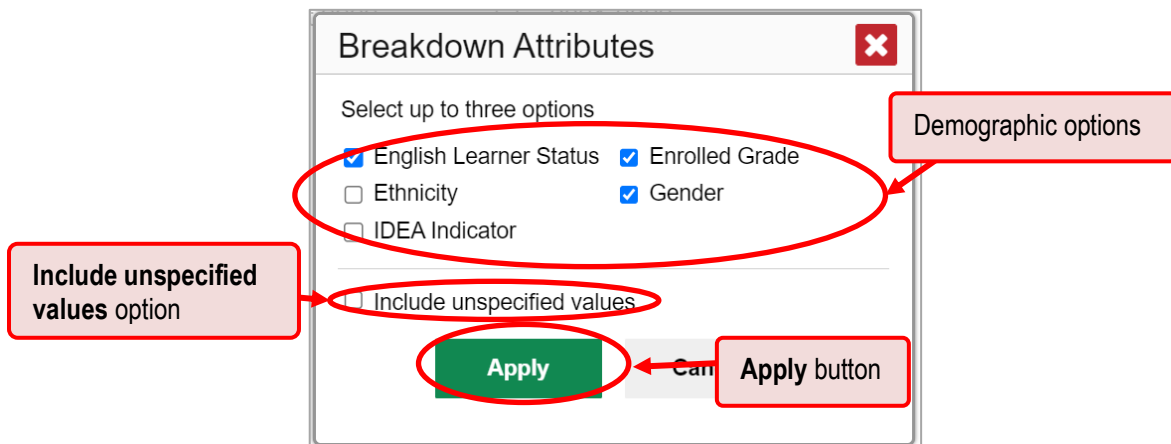 Breakdown Attributes
Select up to three options
Demographic options
English Learner Status Enrolled Grade
Ethnicity Gender
IDEA Indicator
Include unspecified
values option
Include unspecified values
Apply
Apply button